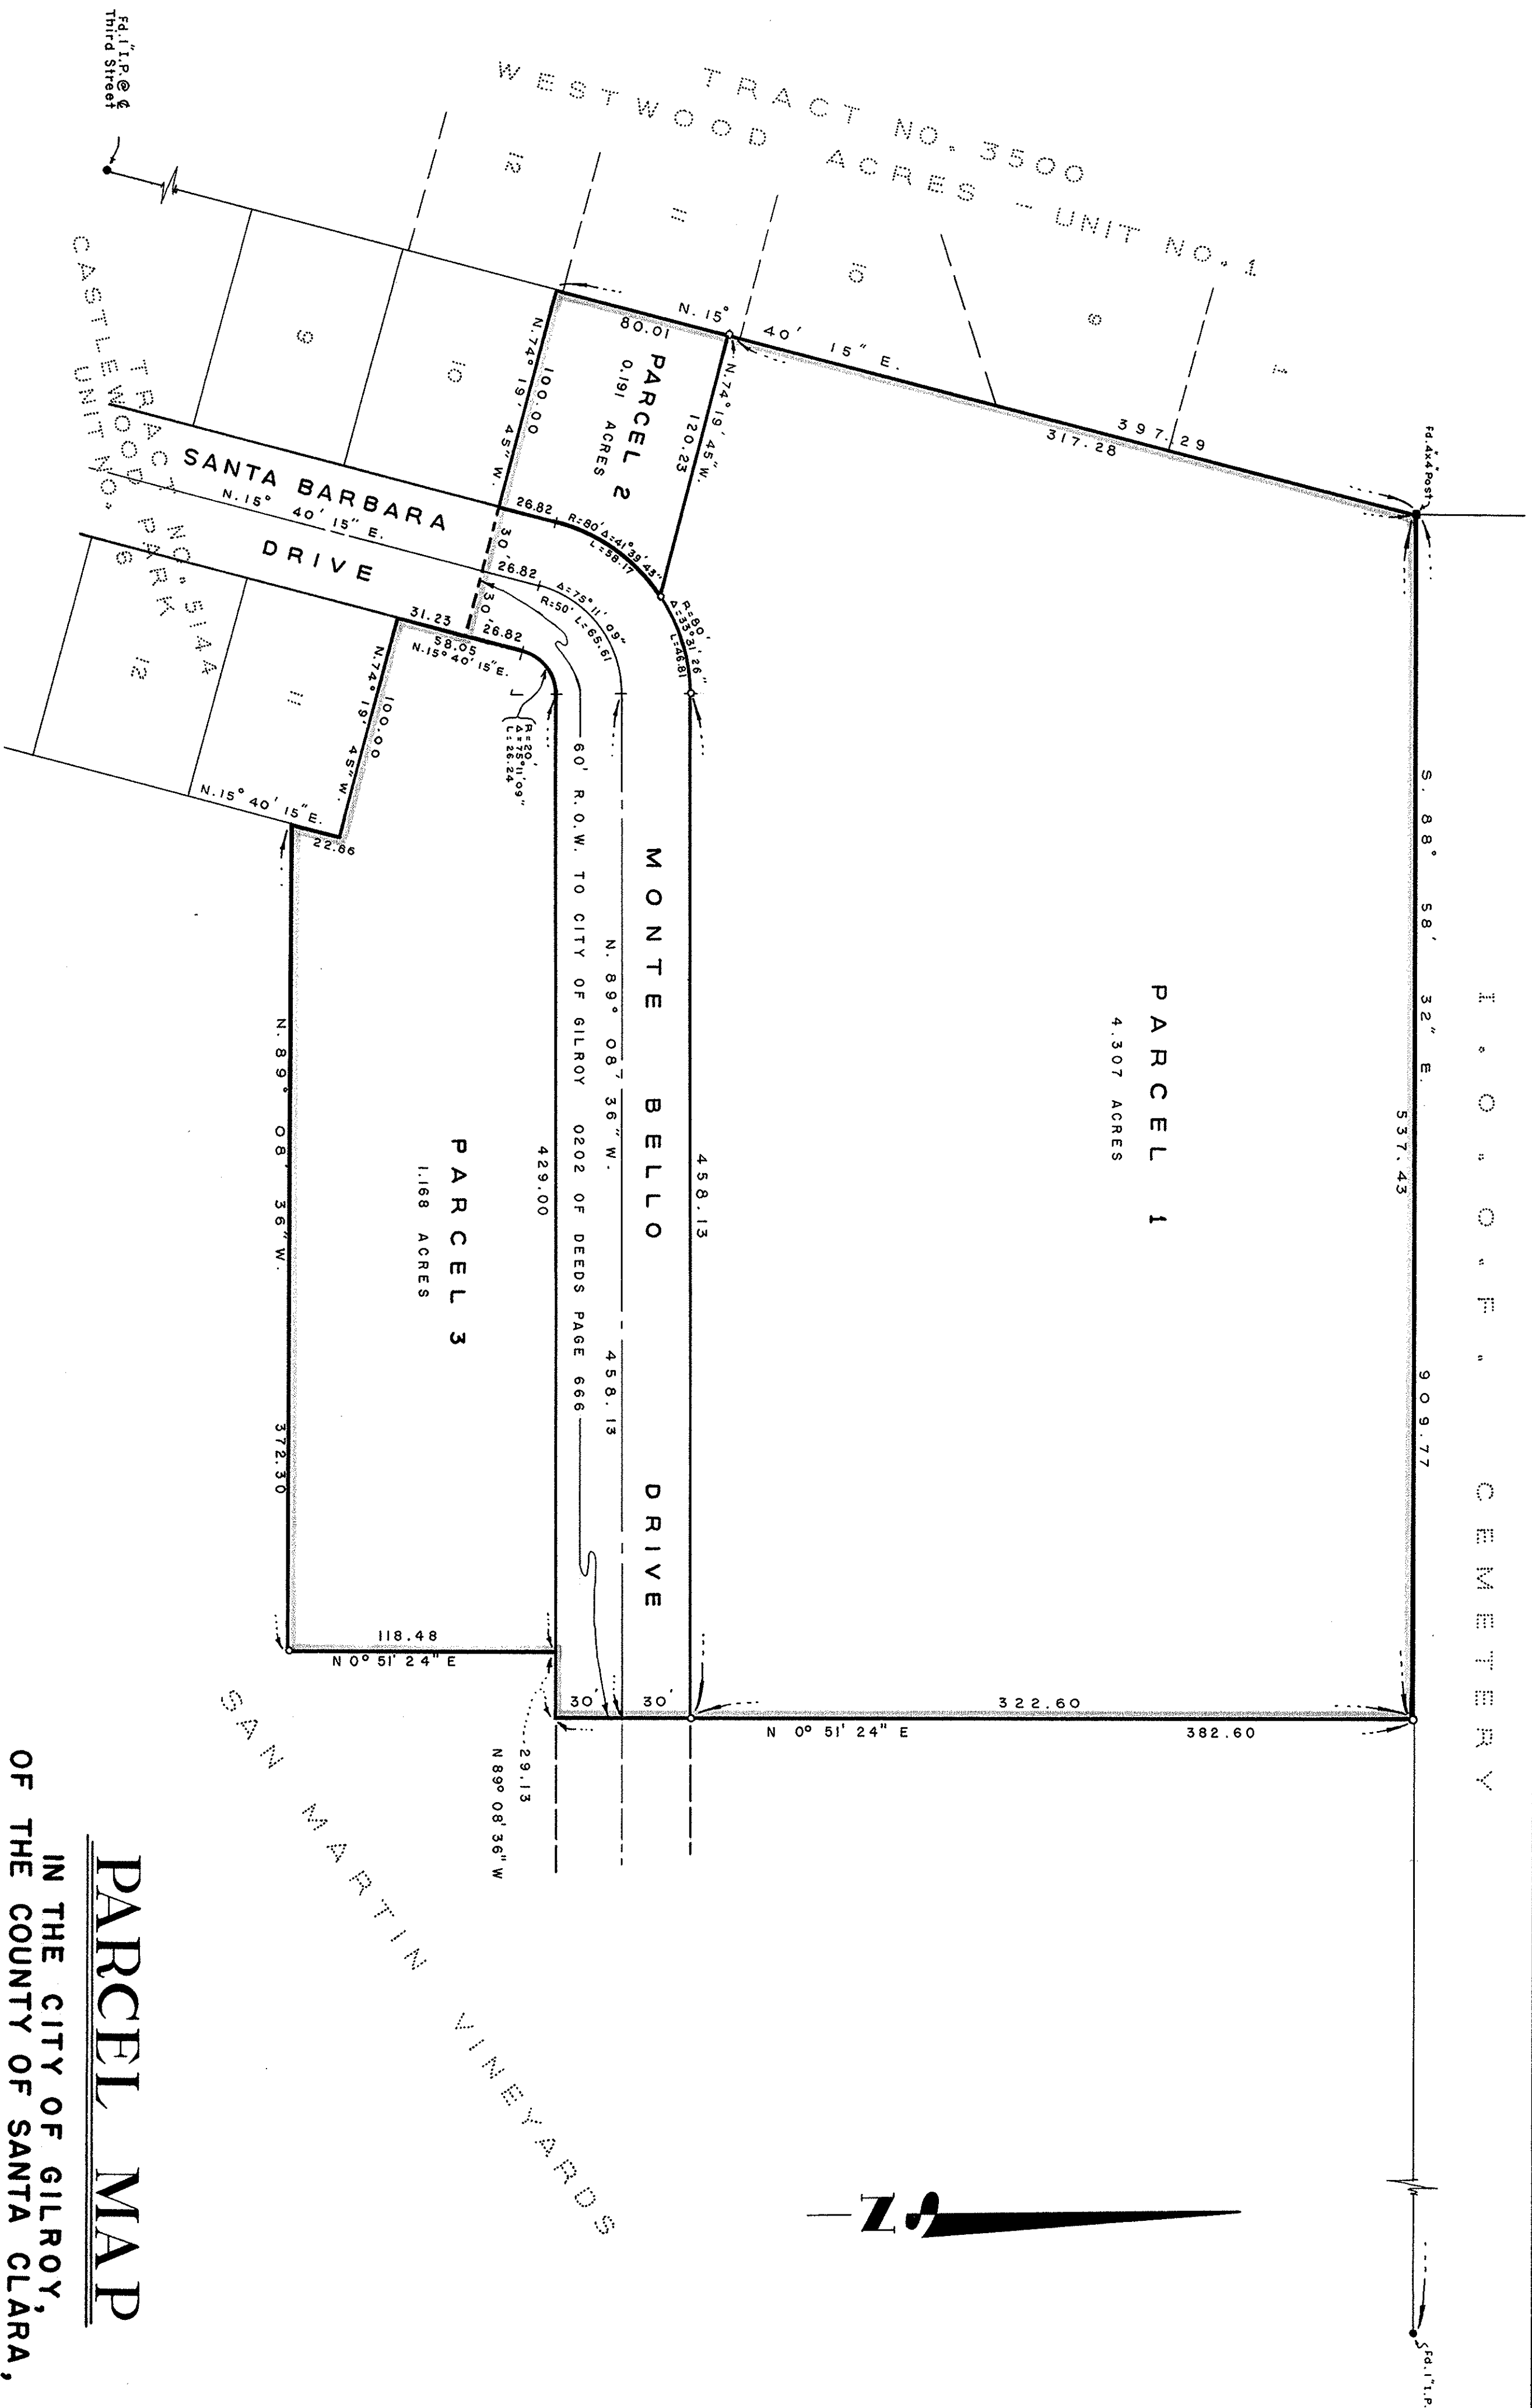 I.O.O.F. CEMETERY
Fd. 4"x4" Post
S. 88° 58' 32" E.
909.77
537.43
Fd. 1" I.P.
TRACT NO. 3500
WESTWOOD ACRES - UNIT NO. 1
1
9
10
11
12
N. 15° 40' 15" E.
397.29
317.28
80.01
PARCEL 1
4.307 ACRES
322.60
382.60
N 0° 51' 24" E
N. 74° 19' 45" W.
120.23
PARCEL 2
0.191 ACRES
N. 74° 19' 45" W.
100.00
26.82
R=80' Δ=41°39'43"
L=58.17
R=80'
Δ=33°31'26"
L=46.81
458.13
MONTE BELLO DRIVE
N. 89° 08' 36" W.
458.13
60' R.O.W. TO CITY OF GILROY 0202 OF DEEDS PAGE 666
30'
30'
26.82
Δ=75°11'09"
R=50' L=65.61
30'
30'
26.82
R=20'
Δ=75°11'09"
L=26.24
429.00
31.23
58.05
N. 15° 40' 15" E.
29.13
N 89° 08' 36" W
PARCEL 3
1.168 ACRES
118.48
N 0° 51' 24" E
N. 74° 19' 45" W.
100.00
22.86
N. 15° 40' 15" E.
N. 89° 08' 36" W.
372.30
SANTA BARBARA
DRIVE
N. 15° 40' 15" E.
9
10
6
11
12
TRACT NO. 5144
CASTLEWOOD PARK
UNIT NO.
Fd. 1" I.P. @ ℄
Third Street
SAN MARTIN VINEYARDS
N
PARCEL MAP
IN THE CITY OF GILROY,
OF THE COUNTY OF SANTA CLARA,